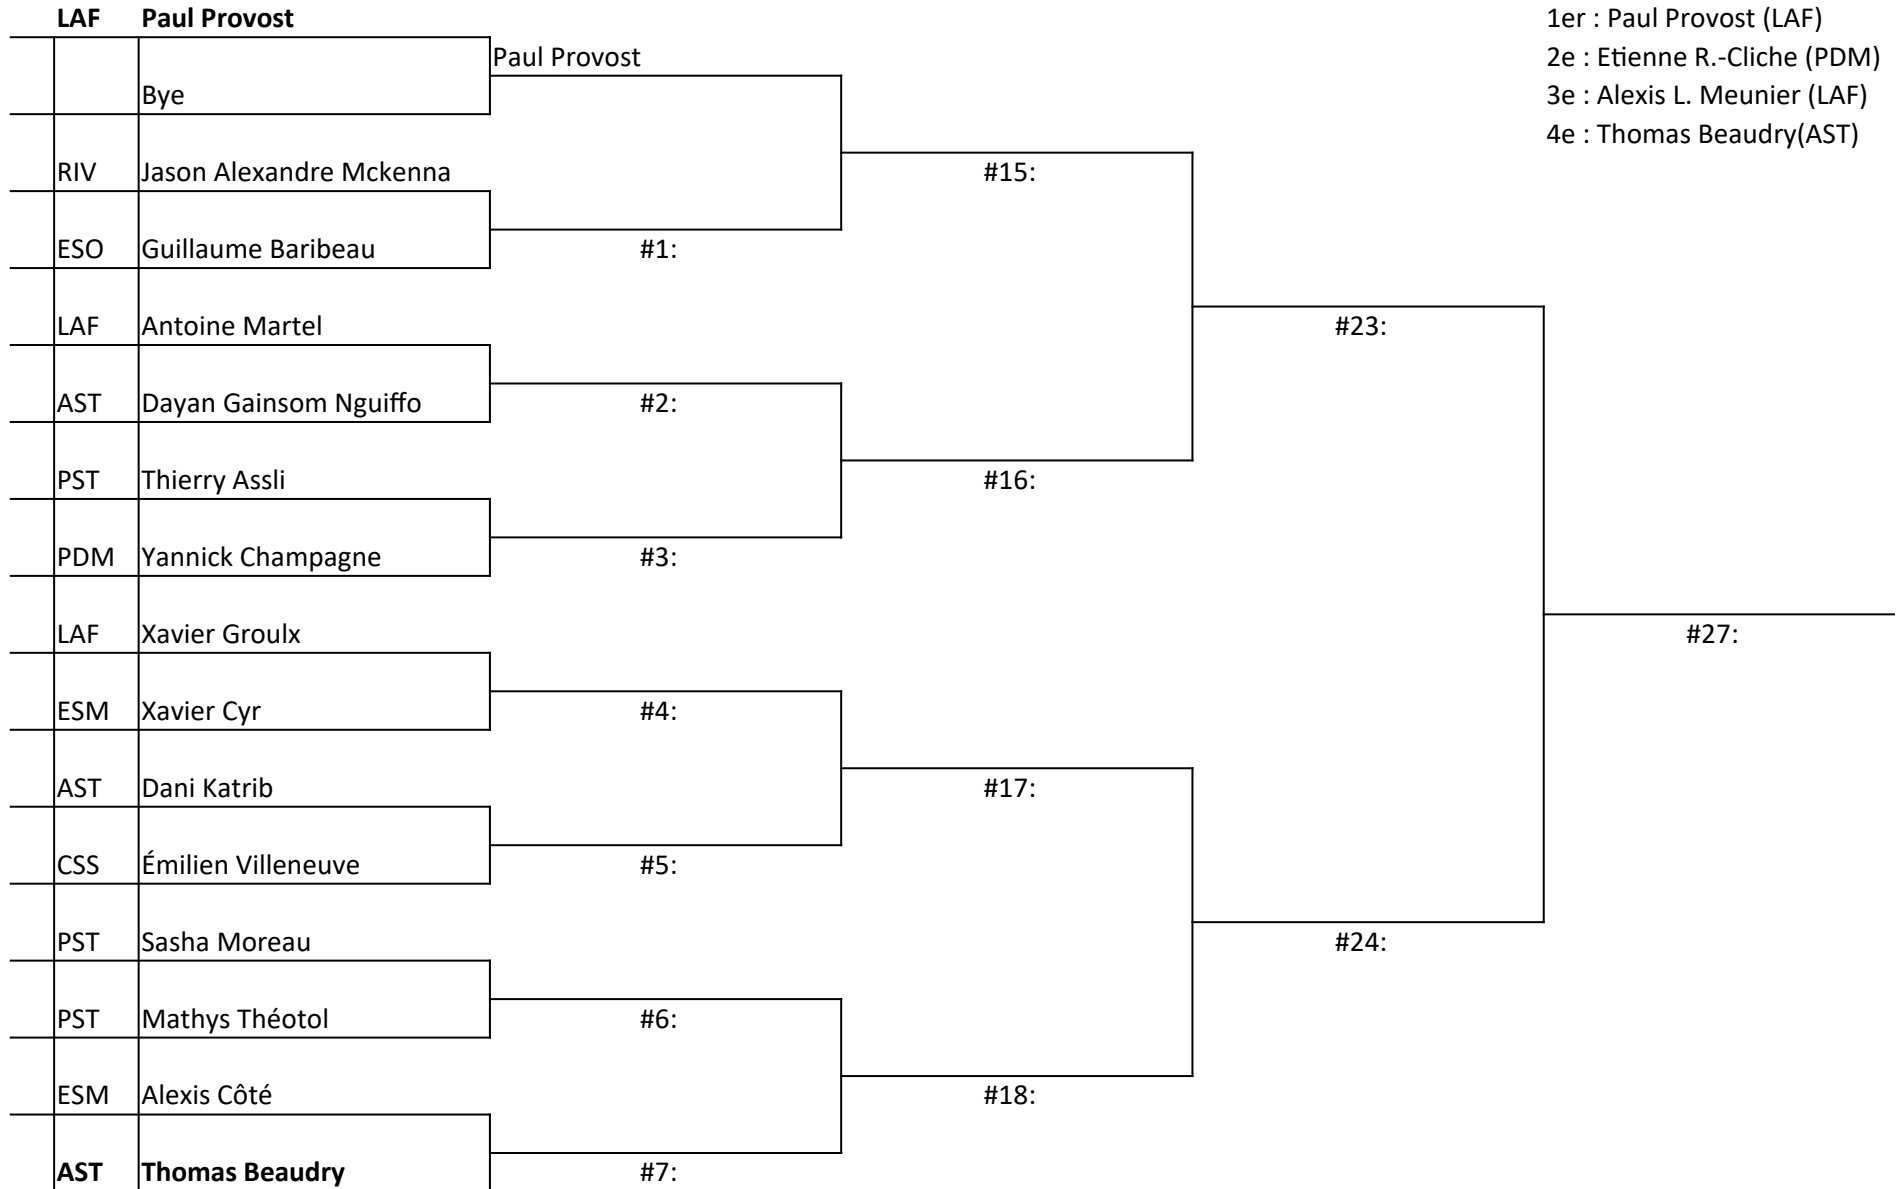 LAF Paul Provost
1er : Paul Provost (LAF)
Paul Provost
2e : Etienne R.-Cliche (PDM)
Bye
3e : Alexis L. Meunier (LAF)
4e : Thomas Beaudry(AST)
RIV Jason Alexandre Mckenna
#15:
ESO Guillaume Baribeau
#1:
LAF Antoine Martel
#23:
AST Dayan Gainsom Nguiffo
#2:
PST Thierry Assli
#16:
PDM Yannick Champagne
#3:
LAF Xavier Groulx
#27:
ESM Xavier Cyr
#4:
AST Dani Katrib
#17:
CSS Émilien Villeneuve
#5:
PST Sasha Moreau
#24:
PST Mathys Théotol
#6:
ESM Alexis Côté
#18:
AST Thomas Beaudry
#7: